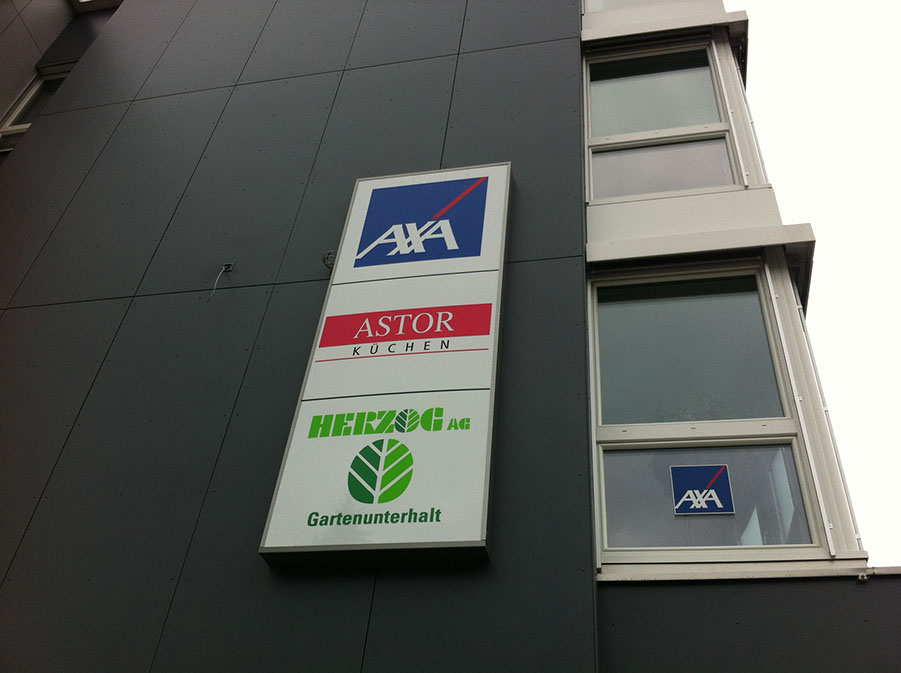 AXA
ASTOR
KÜCHEN
HERZOG AG
Gartenunterhalt
AXA